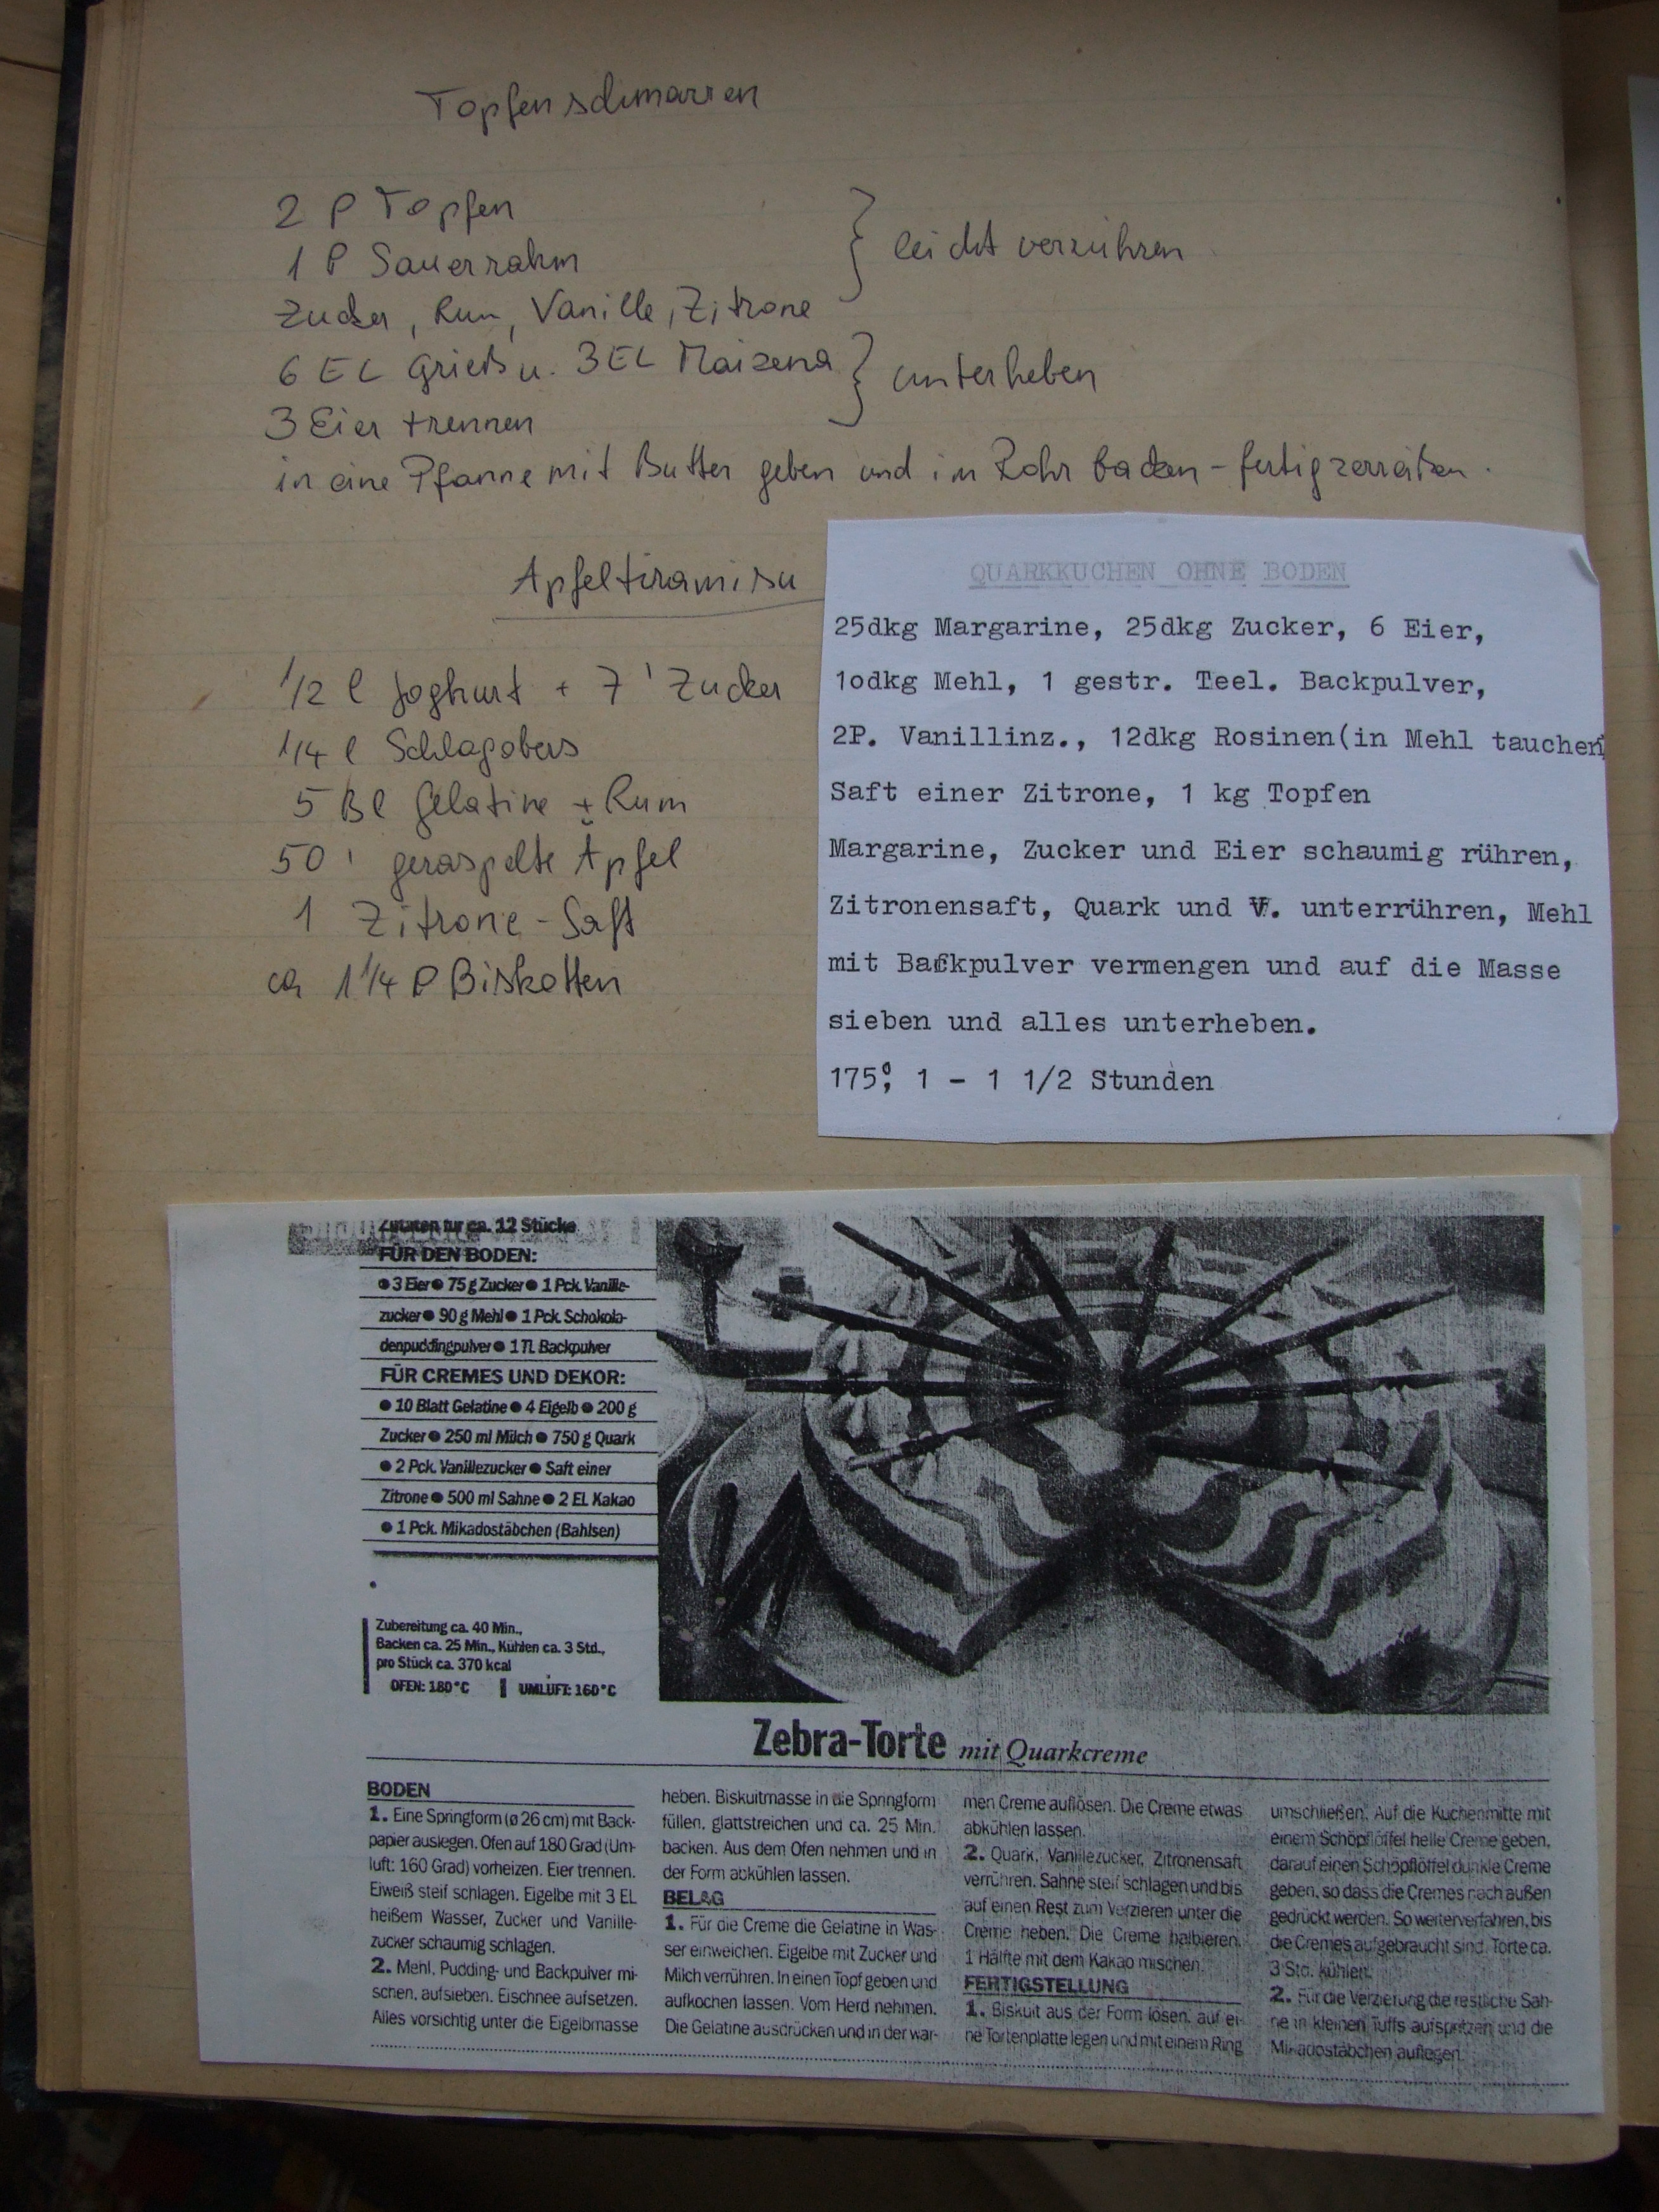 Topfenschmarren
2 P Topfen
1 P Sauerrahm
Zucker, Rum, Vanille, Zitrone
} leicht verrühren
6 EL Grieß u. 3 EL Maizena
3 Eier trennen
} unterheben
in eine Pfanne mit Butter geben und im Rohr backen - fertig zerreißen.
Apfeltiramisu
1/2 l Joghurt + 7' Zucker
1/4 l Schlagobers
5 Bl Gelatine + Rum
50' geraspelte Äpfel
1 Zitrone - Saft
ca 1 1/4 P Biskotten
QUARKKUCHEN OHNE BODEN
25dkg Margarine, 25dkg Zucker, 6 Eier,
1odkg Mehl, 1 gestr. Teel. Backpulver,
2P. Vanillinz., 12dkg Rosinen(in Mehl tauchen)
Saft einer Zitrone, 1 kg Topfen
Margarine, Zucker und Eier schaumig rühren,
Zitronensaft, Quark und V. unterrühren, Mehl
mit Backpulver vermengen und auf die Masse
sieben und alles unterheben.
175°, 1 - 1 1/2 Stunden
Zutaten für ca. 12 Stücke
FÜR DEN BODEN:
● 3 Eier ● 75 g Zucker ● 1 Pck. Vanille-
zucker ● 90 g Mehl ● 1 Pck. Schokola-
denpuddingpulver ● 1 TL Backpulver
FÜR CREMES UND DEKOR:
● 10 Blatt Gelatine ● 4 Eigelb ● 200 g
Zucker ● 250 ml Milch ● 750 g Quark
● 2 Pck. Vanillezucker ● Saft einer
Zitrone ● 500 ml Sahne ● 2 EL Kakao
● 1 Pck. Mikadostäbchen (Bahlsen)
Zubereitung ca. 40 Min.,
Backen ca. 25 Min., Kühlen ca. 3 Std.,
pro Stück ca. 370 kcal
OFEN: 180°C | UMLUFT: 160°C
Zebra-Torte mit Quarkcreme
BODEN
1. Eine Springform (ø 26 cm) mit Back-
papier auslegen. Ofen auf 180 Grad (Um-
luft: 160 Grad) vorheizen. Eier trennen.
Eiweiß steif schlagen. Eigelbe mit 3 EL
heißem Wasser, Zucker und Vanille-
zucker schaumig schlagen.
2. Mehl, Pudding- und Backpulver mi-
schen, aufsieben. Eischnee aufsetzen.
Alles vorsichtig unter die Eigelbmasse
heben. Biskuitmasse in die Springform
füllen, glattstreichen und ca. 25 Min.
backen. Aus dem Ofen nehmen und in
der Form abkühlen lassen.
BELAG
1. Für die Creme die Gelatine in Was-
ser einweichen. Eigelbe mit Zucker und
Milch verrühren. In einen Topf geben und
aufkochen lassen. Vom Herd nehmen.
Die Gelatine ausdrücken und in der war-
men Creme auflösen. Die Creme etwas
abkühlen lassen.
2. Quark, Vanillezucker, Zitronensaft
verrühren. Sahne steif schlagen und bis
auf einen Rest zum Verzieren unter die
Creme heben. Die Creme halbieren.
1 Hälfte mit dem Kakao mischen.
FERTIGSTELLUNG
1. Biskuit aus der Form lösen, auf ei-
ne Tortenplatte legen und mit einem Ring
umschließen. Auf die Kuchenmitte mit
einem Schöpflöffel helle Creme geben,
darauf einen Schöpflöffel dunkle Creme
geben, so dass die Cremes nach außen
gedrückt werden. So weiterverfahren, bis
die Cremes aufgebraucht sind. Torte ca.
3 Std. kühlen.
2. Für die Verzierung die restliche Sah-
ne in kleinen Tuffs aufspritzen und die
Mikadostäbchen auflegen.